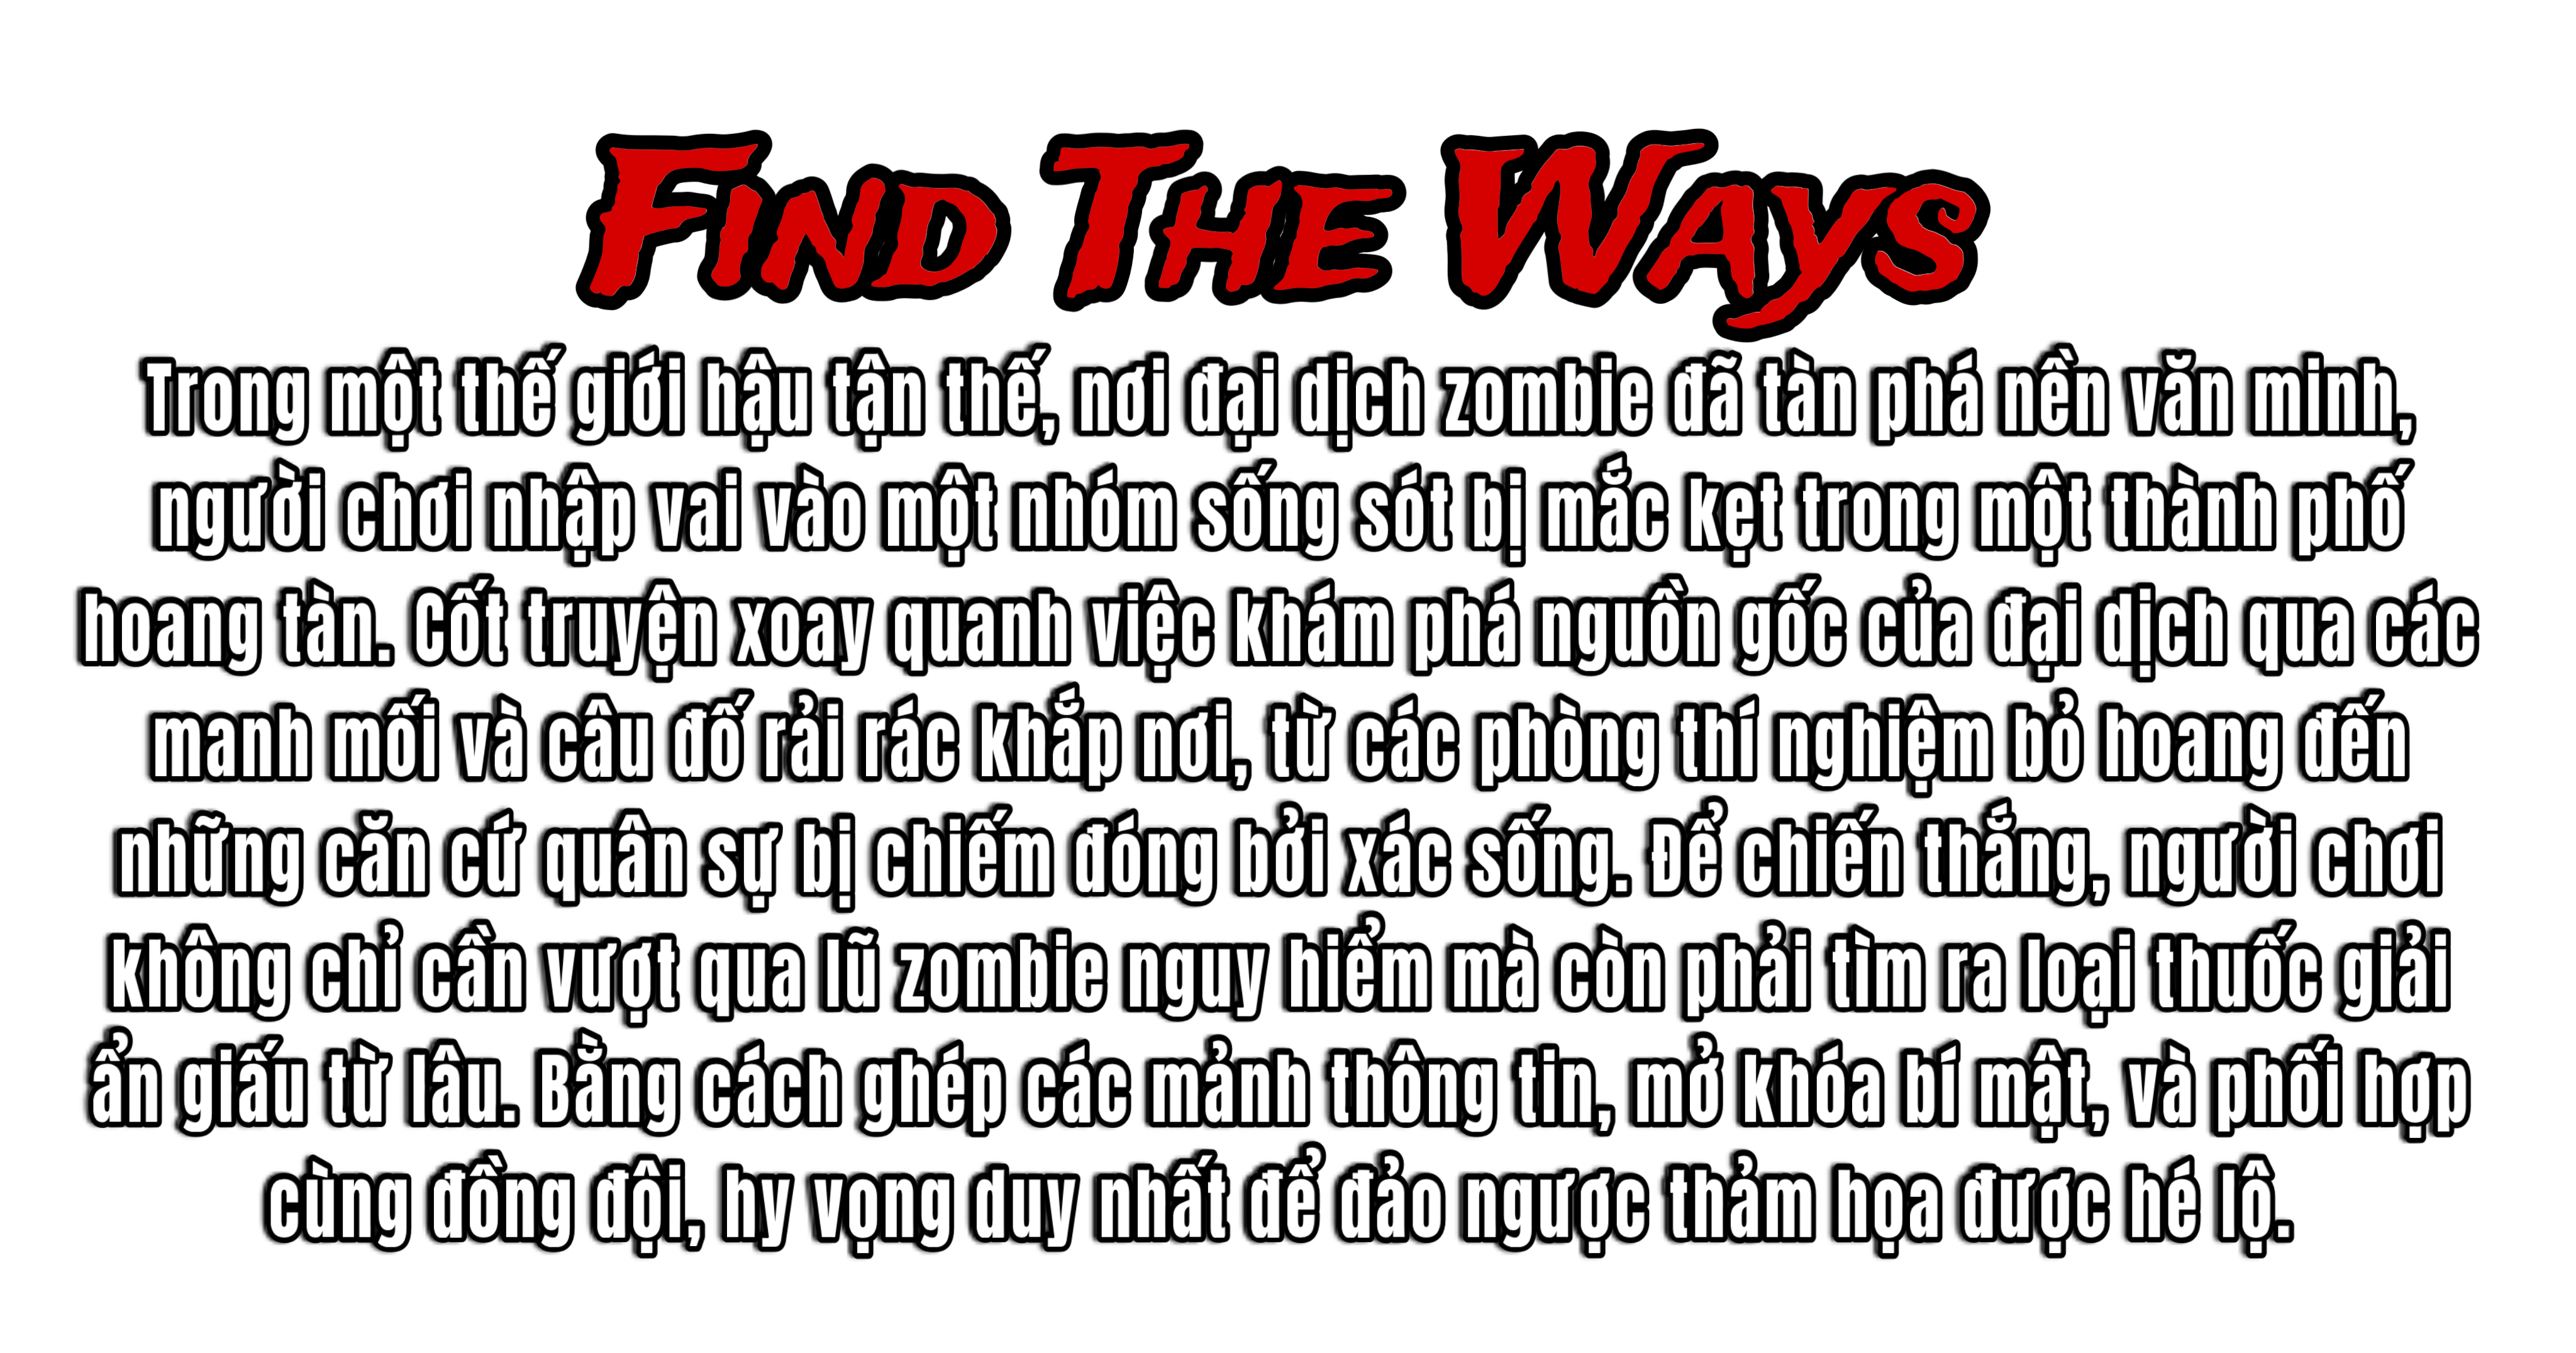 Find The Ways
Trong một thế giới hậu tận thế, nơi đại dịch zombie đã tàn phá nền văn minh,
người chơi nhập vai vào một nhóm sống sót bị mắc kẹt trong một thành phố
hoang tàn. Cốt truyện xoay quanh việc khám phá nguồn gốc của đại dịch qua các
manh mối và câu đố rải rác khắp nơi, từ các phòng thí nghiệm bỏ hoang đến
những căn cứ quân sự bị chiếm đóng bởi xác sống. Để chiến thắng, người chơi
không chỉ cần vượt qua lũ zombie nguy hiểm mà còn phải tìm ra loại thuốc giải
ẩn giấu từ lâu. Bằng cách ghép các mảnh thông tin, mở khóa bí mật, và phối hợp
cùng đồng đội, hy vọng duy nhất để đảo ngược thảm họa được hé lộ.